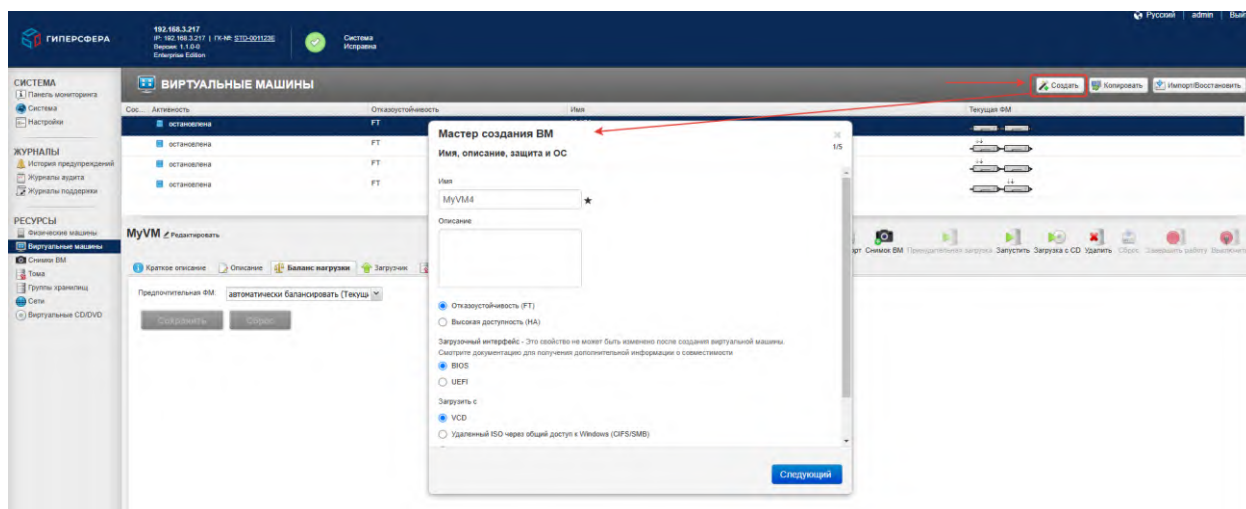 Русский admin Вый
ГИПЕРСФЕРА
192.168.3.217
IP: 192.168.3.217 | ПК-№: STD-001123E
Версия: 1.1.0-0
Enterprise Edition
Система
Исправна
СИСТЕМА
Панель мониторинга
Система
Настройки
ЖУРНАЛЫ
История предупреждений
Журналы аудита
Журналы поддержки
РЕСУРСЫ
Физические машины
Виртуальные машины
Снимки ВМ
Тома
Группы хранилищ
Сети
Виртуальные CD/DVD
ВИРТУАЛЬНЫЕ МАШИНЫ
Создать Копировать Импорт/Восстановить
Сос... Активность Отказоустойчивость Имя Текущая ФМ
остановлена FT
остановлена FT
остановлена FT
остановлена FT
MyVM Редактировать
Снимок ВМ Принудительная загрузка Запустить Загрузка с CD Удалить Сброс Завершить работу Выключит
Краткое описание Описание Баланс нагрузки Загрузчик
Предпочтительная ФМ: автоматически балансировать (Текущ
Сохранить Сброс
Мастер создания ВМ
1/5
Имя, описание, защита и ОС
Имя
MyVM4
Описание
Отказоустойчивость (FT)
Высокая доступность (HA)
Загрузочный интерфейс - Это свойство не может быть изменено после создания виртуальной машины.
Смотрите документацию для получения дополнительной информации о совместимости
BIOS
UEFI
Загрузить с
VCD
Удаленный ISO через общий доступ к Windows (CIFS/SMB)
Следующий